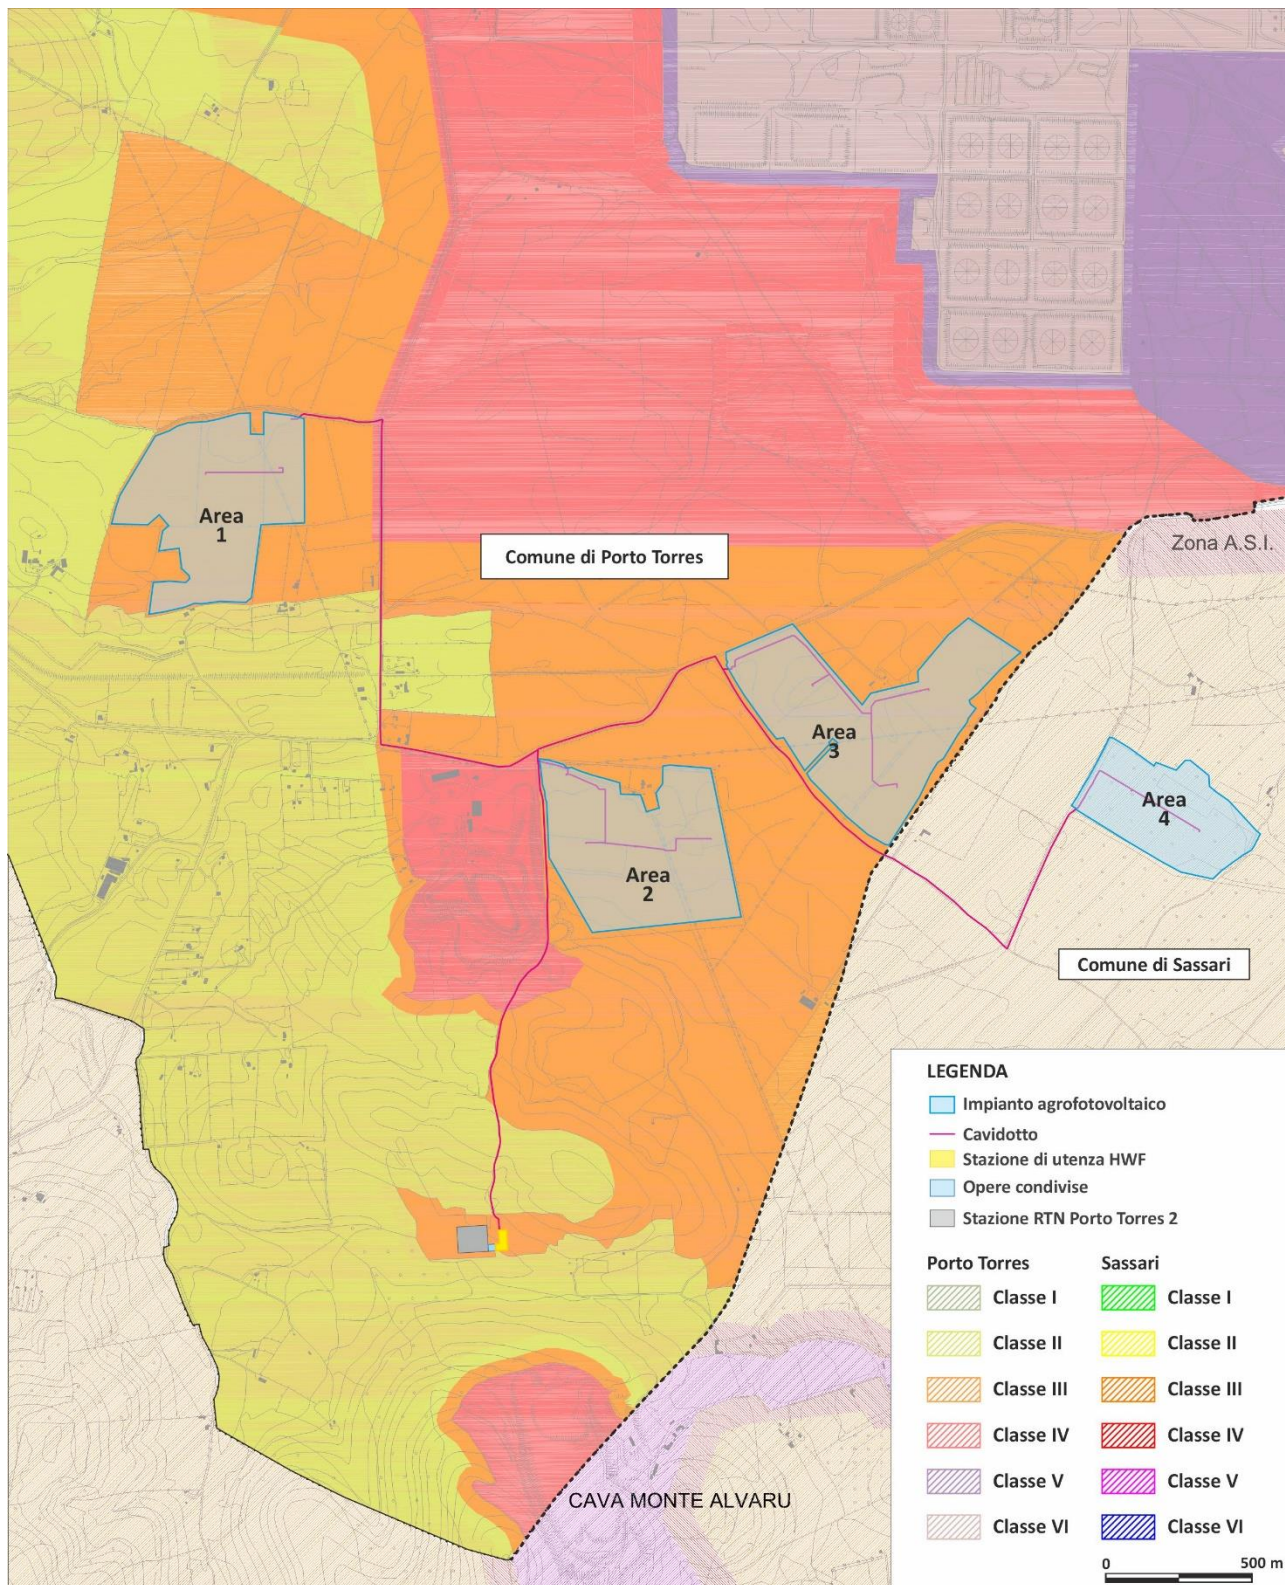 Area
1
Comune di Porto Torres
Zona A.S.I.
Area
3
Area
4
Area
2
Comune di Sassari
CAVA MONTE ALVARU
LEGENDA
Impianto agrofotovoltaico
Cavidotto
Stazione di utenza HWF
Opere condivise
Stazione RTN Porto Torres 2
Porto Torres Sassari
Classe I Classe I
Classe II Classe II
Classe III Classe III
Classe IV Classe IV
Classe V Classe V
Classe VI Classe VI
0 500 m